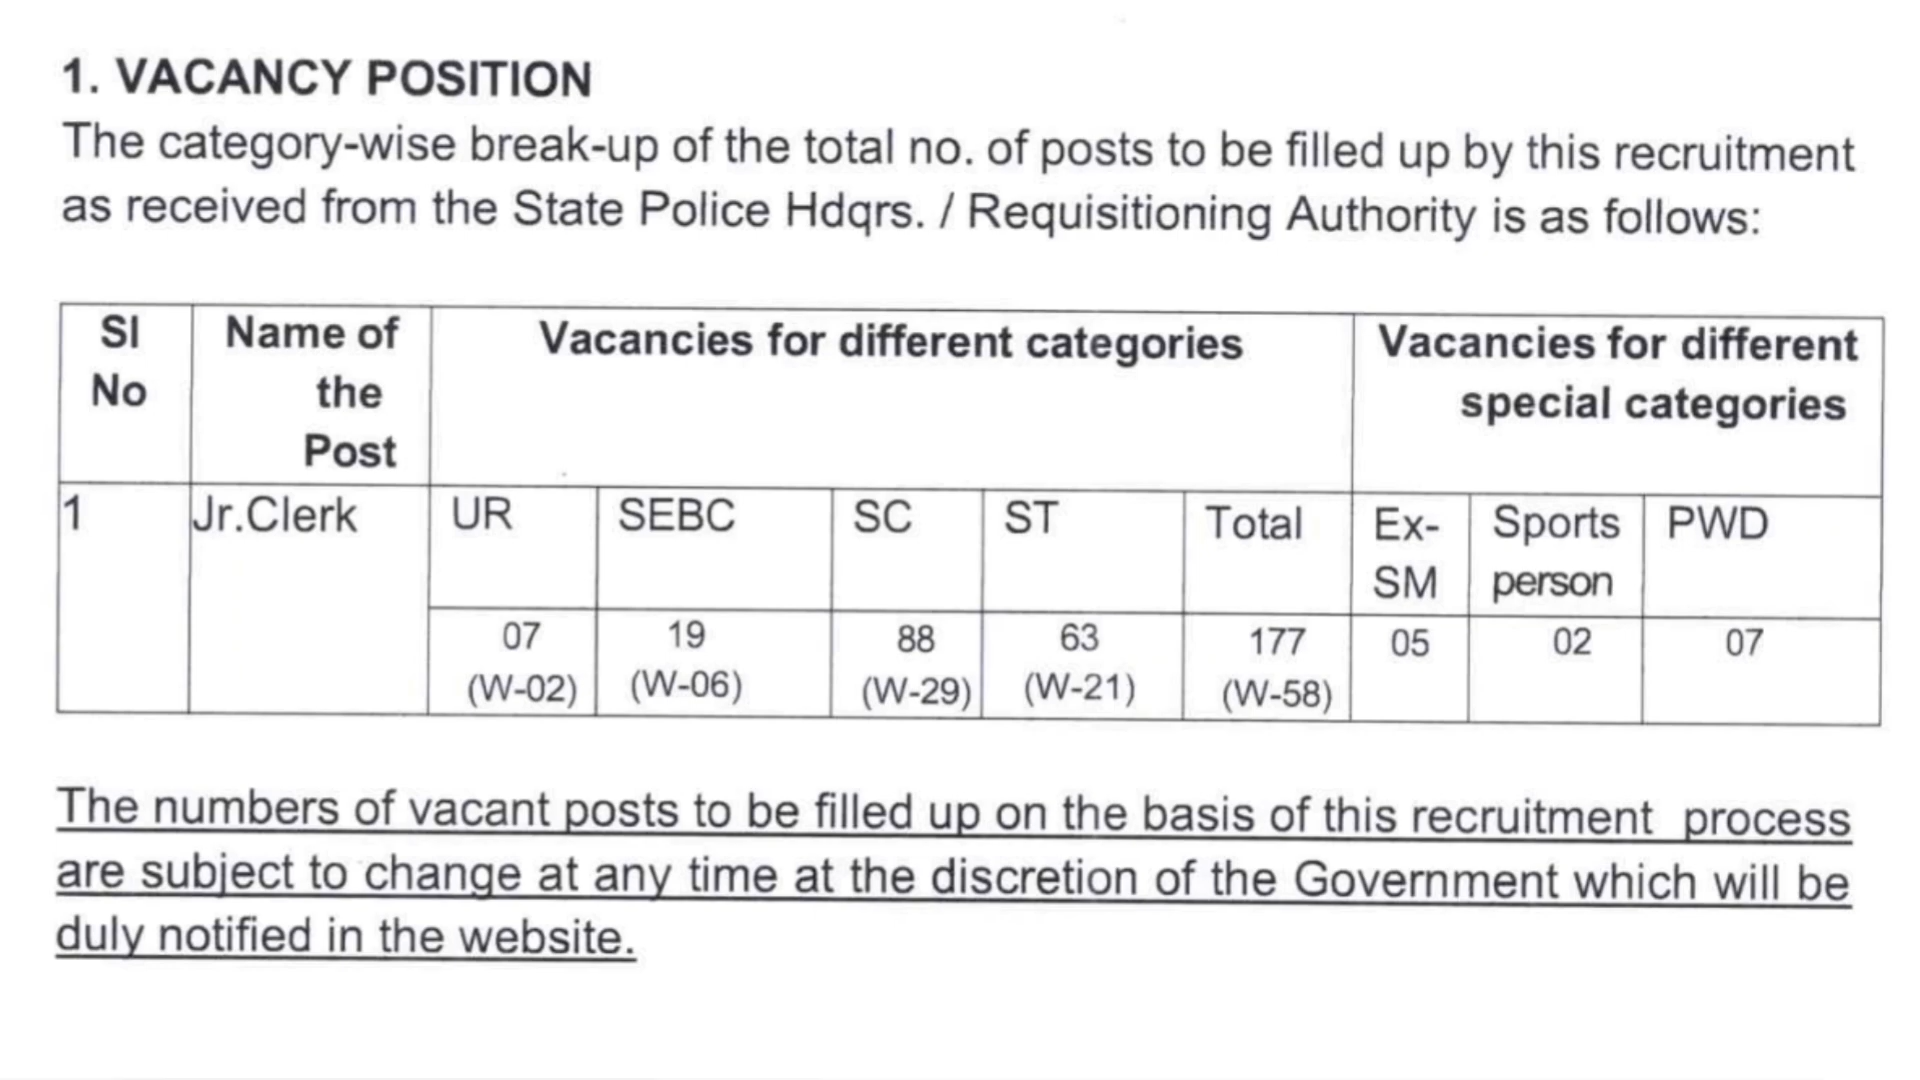 1. VACANCY POSITION
The category-wise break-up of the total no. of posts to be filled up by this recruitment
as received from the State Police Hdqrs. / Requisitioning Authority is as follows:
Sl No Name of the Post Vacancies for different categories Vacancies for different special categories
1 Jr.Clerk UR SEBC SC ST Total Ex-SM Sports person PWD
07 19 88 63 177 05 02 07
(W-02) (W-06) (W-29) (W-21) (W-58)
The numbers of vacant posts to be filled up on the basis of this recruitment process
are subject to change at any time at the discretion of the Government which will be
duly notified in the website.